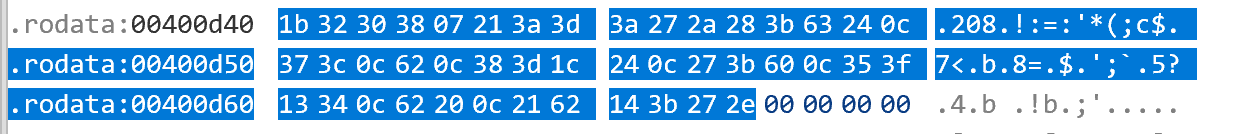 .rodata:00400d40 1b 32 30 38 07 21 3a 3d 3a 27 2a 28 3b 63 24 0c .208.!:=:'*(;c$.
.rodata:00400d50 37 3c 0c 62 0c 38 3d 1c 24 0c 27 3b 60 0c 35 3f 7<.b.8=.$.';`.5?
.rodata:00400d60 13 34 0c 62 20 0c 21 62 14 3b 27 2e 00 00 00 00 .4.b .!b.;'.....